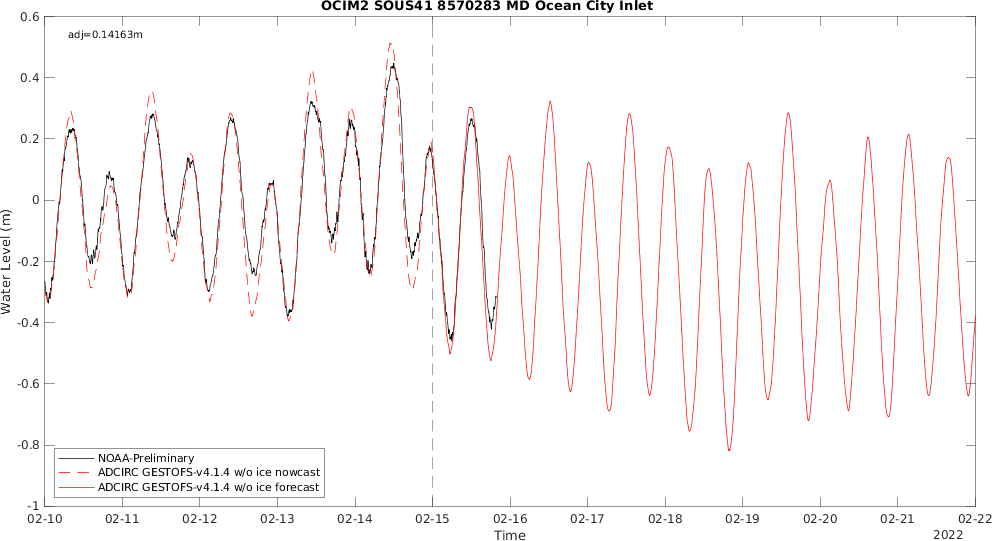 OCIM2 SOUS41 8570283 MD Ocean City Inlet
adj=0.14163m
0.6
0.4
0.2
0
-0.2
-0.4
-0.6
-0.8
-1
Water Level (m)
NOAA-Preliminary
ADCIRC GESTOFS-v4.1.4 w/o ice nowcast
ADCIRC GESTOFS-v4.1.4 w/o ice forecast
02-10 02-11 02-12 02-13 02-14 02-15 02-16 02-17 02-18 02-19 02-20 02-21 02-22
Time
2022